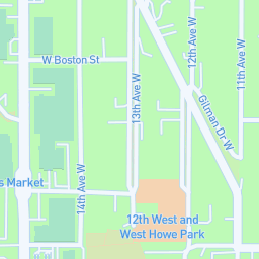 12th Ave W
W Boston St
11th Ave W
13th Ave W
Gilman Dr W
s Market
14th Ave W
12th West and
West Howe Park